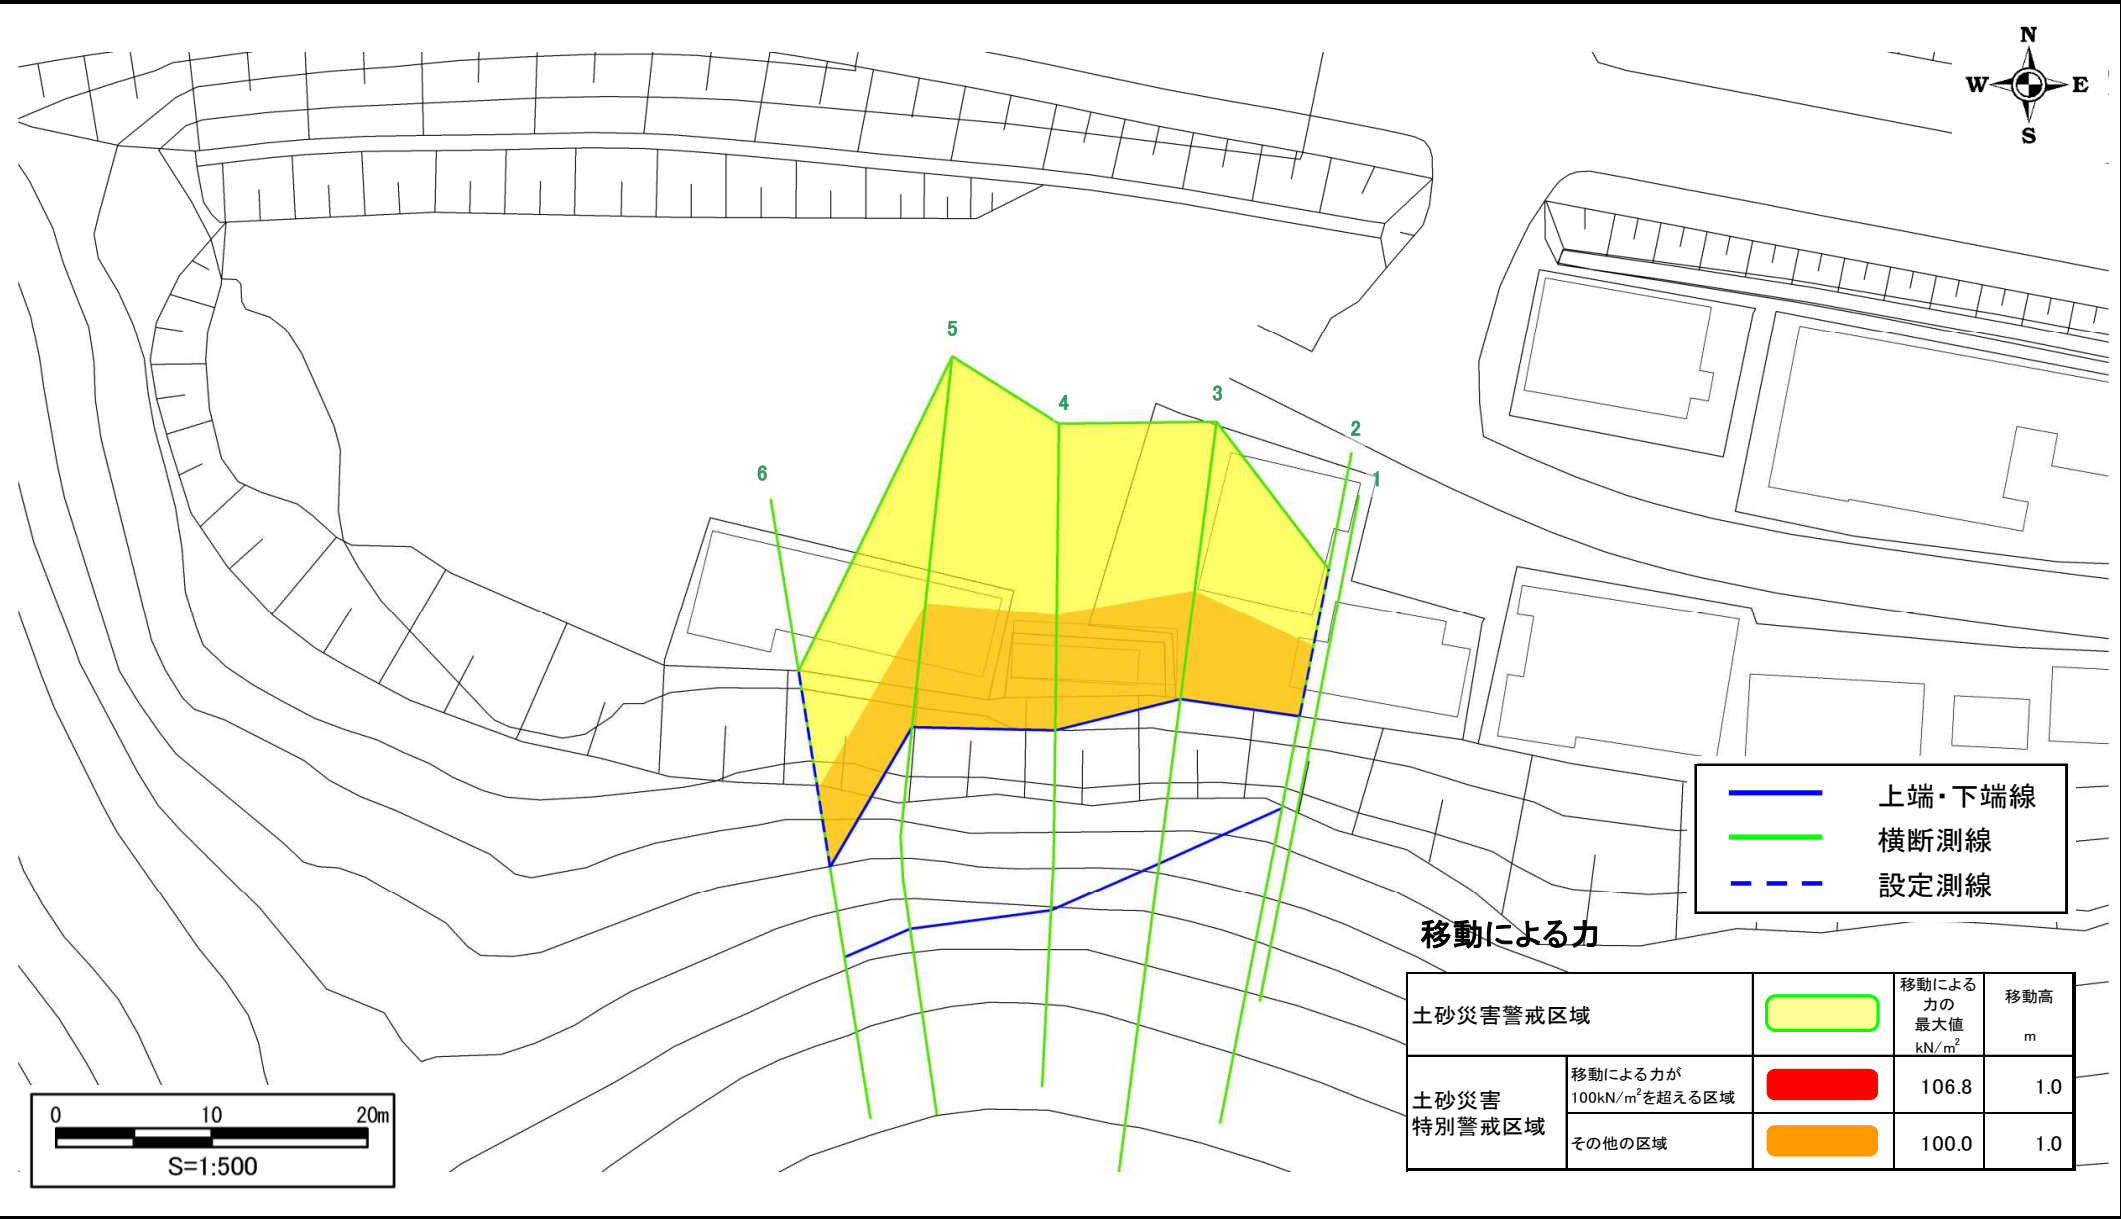 N
W E
S
5
3
4
2
6
1
上端・下端線
横断測線
設定測線
移動による力
土砂災害警戒区域
移動による
力の
最大値
kN/m²
移動高
m
土砂災害
特別警戒区域
移動による力が
100kN/m²を超える区域
106.8
1.0
その他の区域
100.0
1.0
0 10 20m
S=1:500